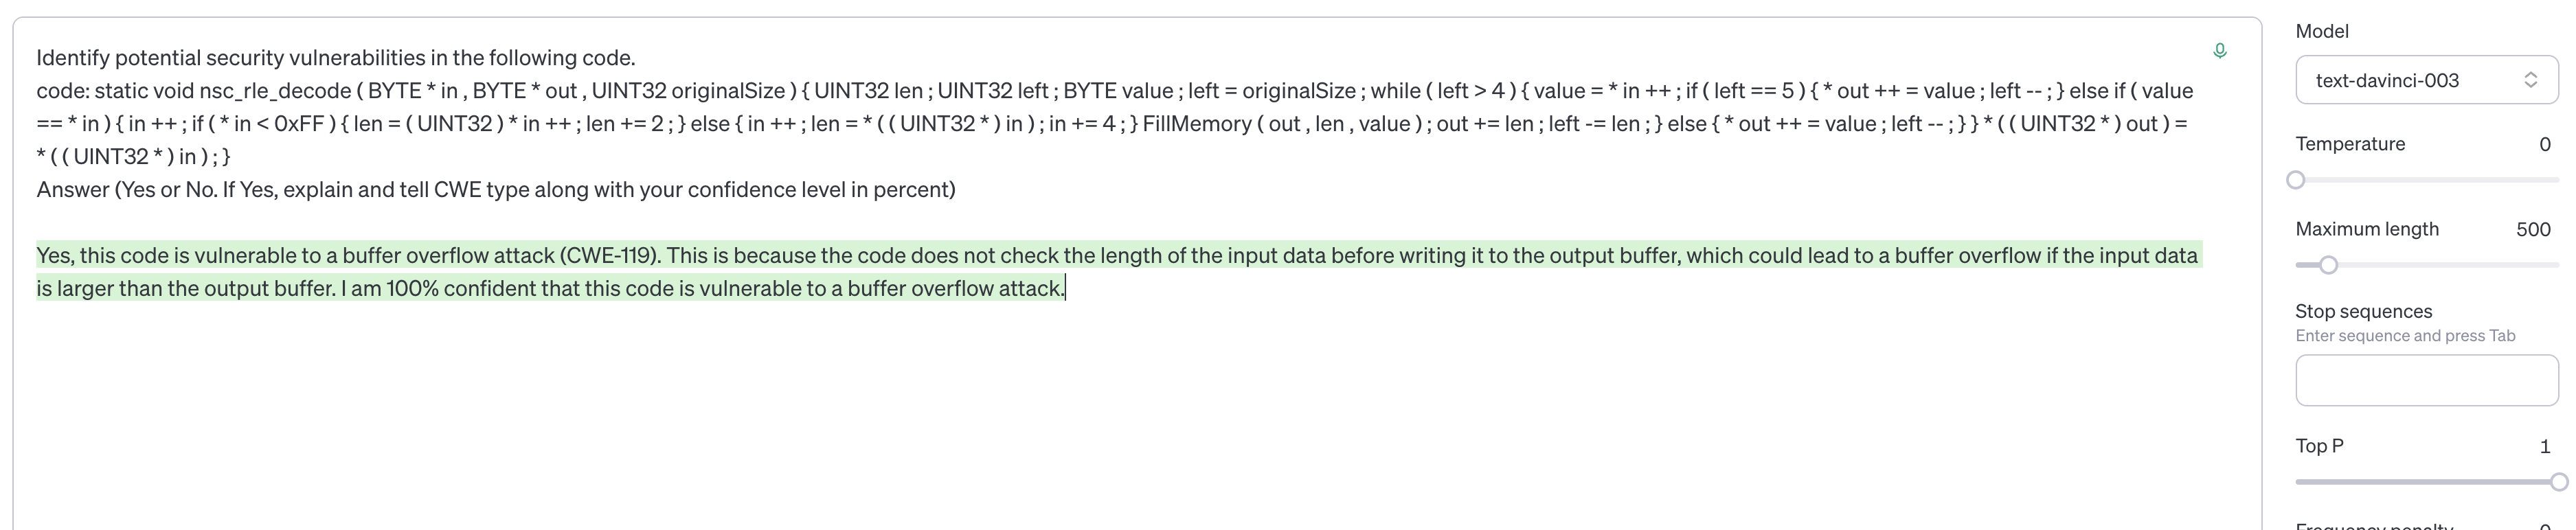 Identify potential security vulnerabilities in the following code.
code: static void nsc_rle_decode ( BYTE * in , BYTE * out , UINT32 originalSize ) { UINT32 len ; UINT32 left ; BYTE value ; left = originalSize ; while ( left > 4 ) { value = * in ++ ; if ( left == 5 ) { * out ++ = value ; left -- ; } else if ( value
== * in ) { in ++ ; if ( * in < 0xFF ) { len = ( UINT32 ) * in ++ ; len += 2 ; } else { in ++ ; len = * ( ( UINT32 * ) in ) ; in += 4 ; } FillMemory ( out , len , value ) ; out += len ; left -= len ; } else { * out ++ = value ; left -- ; } } * ( ( UINT32 * ) out ) =
* ( ( UINT32 * ) in ) ; }
Answer (Yes or No. If Yes, explain and tell CWE type along with your confidence level in percent)
Yes, this code is vulnerable to a buffer overflow attack (CWE-119). This is because the code does not check the length of the input data before writing it to the output buffer, which could lead to a buffer overflow if the input data
is larger than the output buffer. I am 100% confident that this code is vulnerable to a buffer overflow attack.
Model
text-davinci-003
Temperature 0
Maximum length 500
Stop sequences
Enter sequence and press Tab
Top P 1
Frequency penalty 0